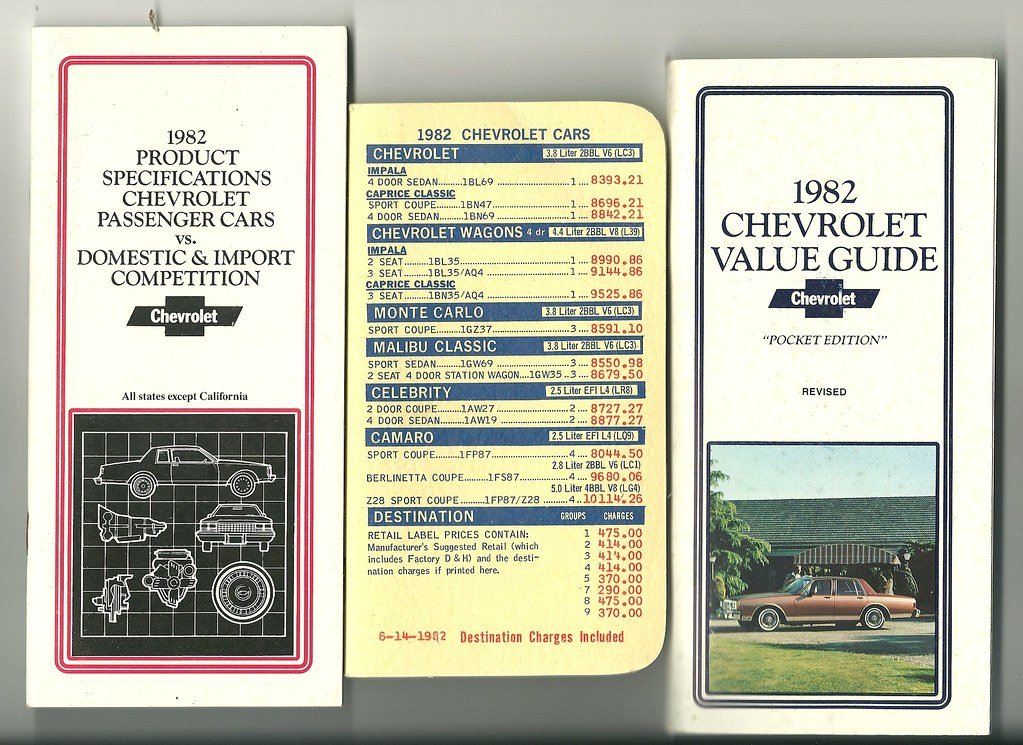 1982
PRODUCT
SPECIFICATIONS
CHEVROLET
PASSENGER CARS
vs.
DOMESTIC & IMPORT
COMPETITION
Chevrolet
All states except California
1982 CHEVROLET CARS
CHEVROLET 3.8 Liter 2BBL V6 (LC3)
IMPALA
4 DOOR SEDAN.........1BL69 ......................1.... 8393.21
CAPRICE CLASSIC
SPORT COUPE..........1BN47......................1.... 8696.21
4 DOOR SEDAN.........1BN69 ......................1.... 8842.21
CHEVROLET WAGONS 4 dr 4.4 Liter 2BBL V8 (L39)
IMPALA
2 SEAT..........1BL35...........................1.... 8990.86
3 SEAT..........1BL35/AQ4 .......................1.... 9144.86
CAPRICE CLASSIC
3 SEAT..........1BN35/AQ4 .......................1.... 9525.86
MONTE CARLO 3.8 Liter 2BBL V6 (LC3)
SPORT COUPE..........1GZ37......................3.... 8591.10
MALIBU CLASSIC 3.8 Liter 2BBL V6 (LC3)
SPORT SEDAN..........1GW69 ......................3.... 8550.98
2 SEAT 4 DOOR STATION WAGON....1GW35..3.... 8679.50
CELEBRITY 2.5 Liter EFI L4 (LR8)
2 DOOR COUPE.........1AW27 ......................2.... 8727.27
4 DOOR SEDAN.........1AW19 ......................2.... 8877.27
CAMARO 2.5 Liter EFI L4 (LQ9)
SPORT COUPE..........1FP87......................4.... 8044.50
2.8 Liter 2BBL V6 (LC1)
BERLINETTA COUPE.....1FS87......................4.... 9680.06
5.0 Liter 4BBL V8 (LG4)
Z28 SPORT COUPE......1FP87/Z28 ..................4.. 10114.26
DESTINATION GROUPS CHARGES
RETAIL LABEL PRICES CONTAIN: 1 475.00
Manufacturer's Suggested Retail (which 2 414.00
includes Factory D & H) and the desti- 3 414.00
nation charges if printed here. 4 414.00
5 370.00
7 290.00
8 475.00
9 370.00
6-14-1982 Destination Charges Included
1982
CHEVROLET
VALUE GUIDE
Chevrolet
"POCKET EDITION"
REVISED